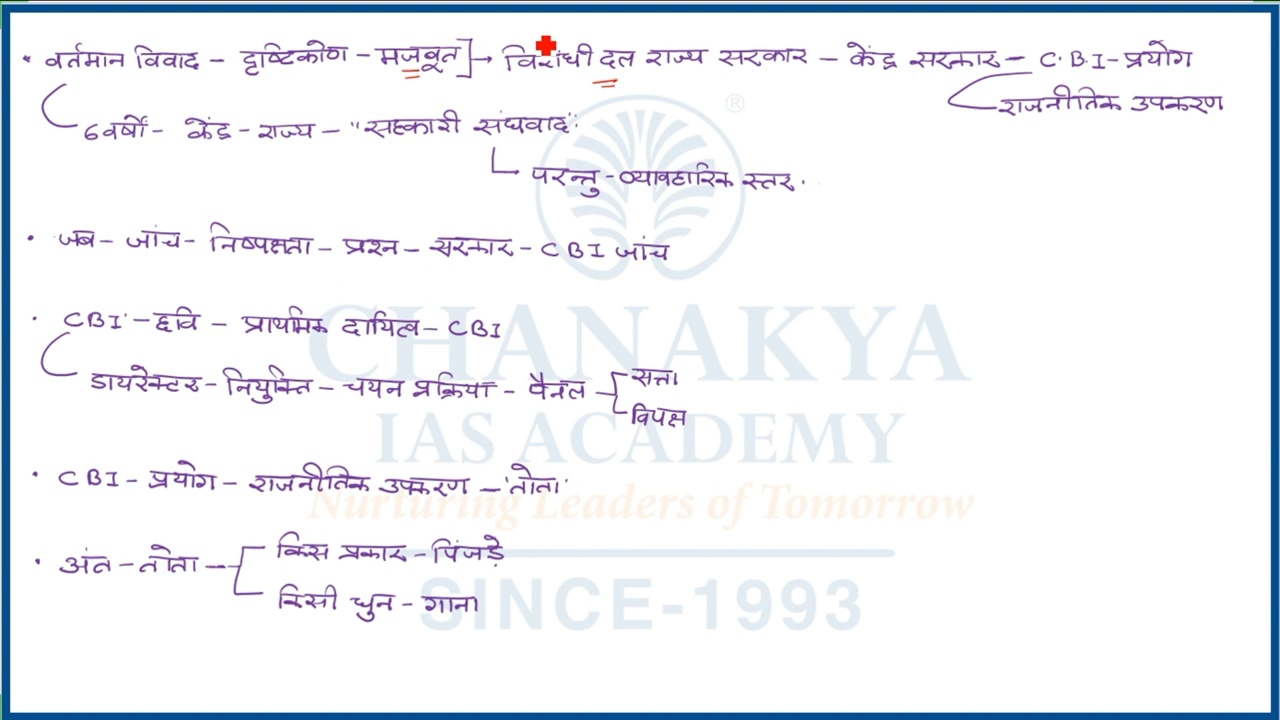 • वर्तमान विवाद – दृष्टिकोण – मजबूत] → विरोधी दल राज्य सरकार – केंद्र सरकार – C.B.I – प्रयोग
राजनीतिक उपकरण
6 वर्षों – केंद्र – राज्य – "सहकारी संघवाद"
परन्तु – व्यावहारिक स्तर.
• जब – जांच – निष्पक्षता – प्रश्न – सरकार – CBI जांच
• CBI – छवि – प्राथमिक दायित्व – CBI
डायरेक्टर – नियुक्ति – चयन प्रक्रिया – पैनल – सत्ता
विपक्ष
• CBI – प्रयोग – राजनीतिक उपकरण – 'तोता'
• अंत – तोता – किस प्रकार – पिंजड़े
किसी धुन – गाना
®
CHANAKYA
IAS ACADEMY
Nurturing Leaders of Tomorrow
SINCE-1993